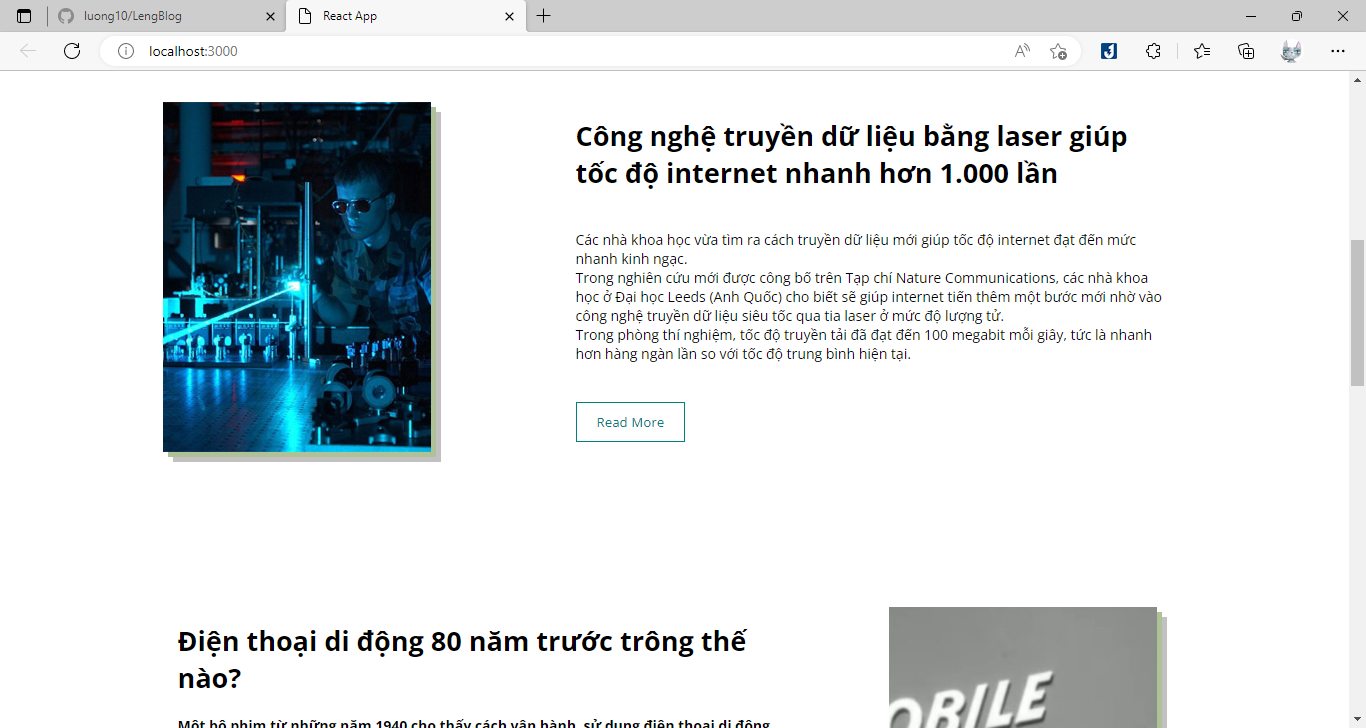 luong10/LengBlog
React App
localhost:3000
Công nghệ truyền dữ liệu bằng laser giúp
tốc độ internet nhanh hơn 1.000 lần
Các nhà khoa học vừa tìm ra cách truyền dữ liệu mới giúp tốc độ internet đạt đến mức
nhanh kinh ngạc.
Trong nghiên cứu mới được công bố trên Tạp chí Nature Communications, các nhà khoa
học ở Đại học Leeds (Anh Quốc) cho biết sẽ giúp internet tiến thêm một bước mới nhờ vào
công nghệ truyền dữ liệu siêu tốc qua tia laser ở mức độ lượng tử.
Trong phòng thí nghiệm, tốc độ truyền tải đã đạt đến 100 megabit mỗi giây, tức là nhanh
hơn hàng ngàn lần so với tốc độ trung bình hiện tại.
Read More
Điện thoại di động 80 năm trước trông thế
nào?
Một bộ phim từ những năm 1940 cho thấy cách vận hành, sử dụng điện thoại di động
OBILE